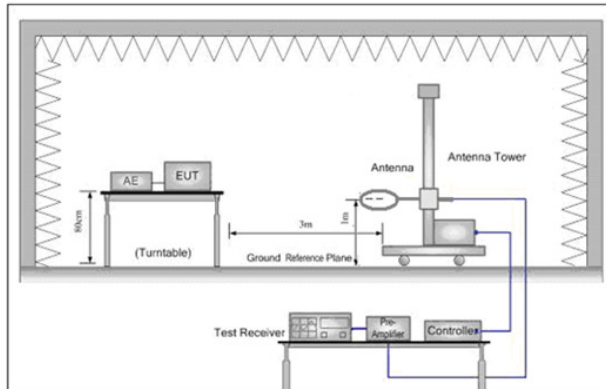 Antenna Tower
Antenna
AE
EUT
80cm
(Turntable)
3m
1m
Ground Reference Plane
Test Receiver
Pre-
Amplifier
Controller